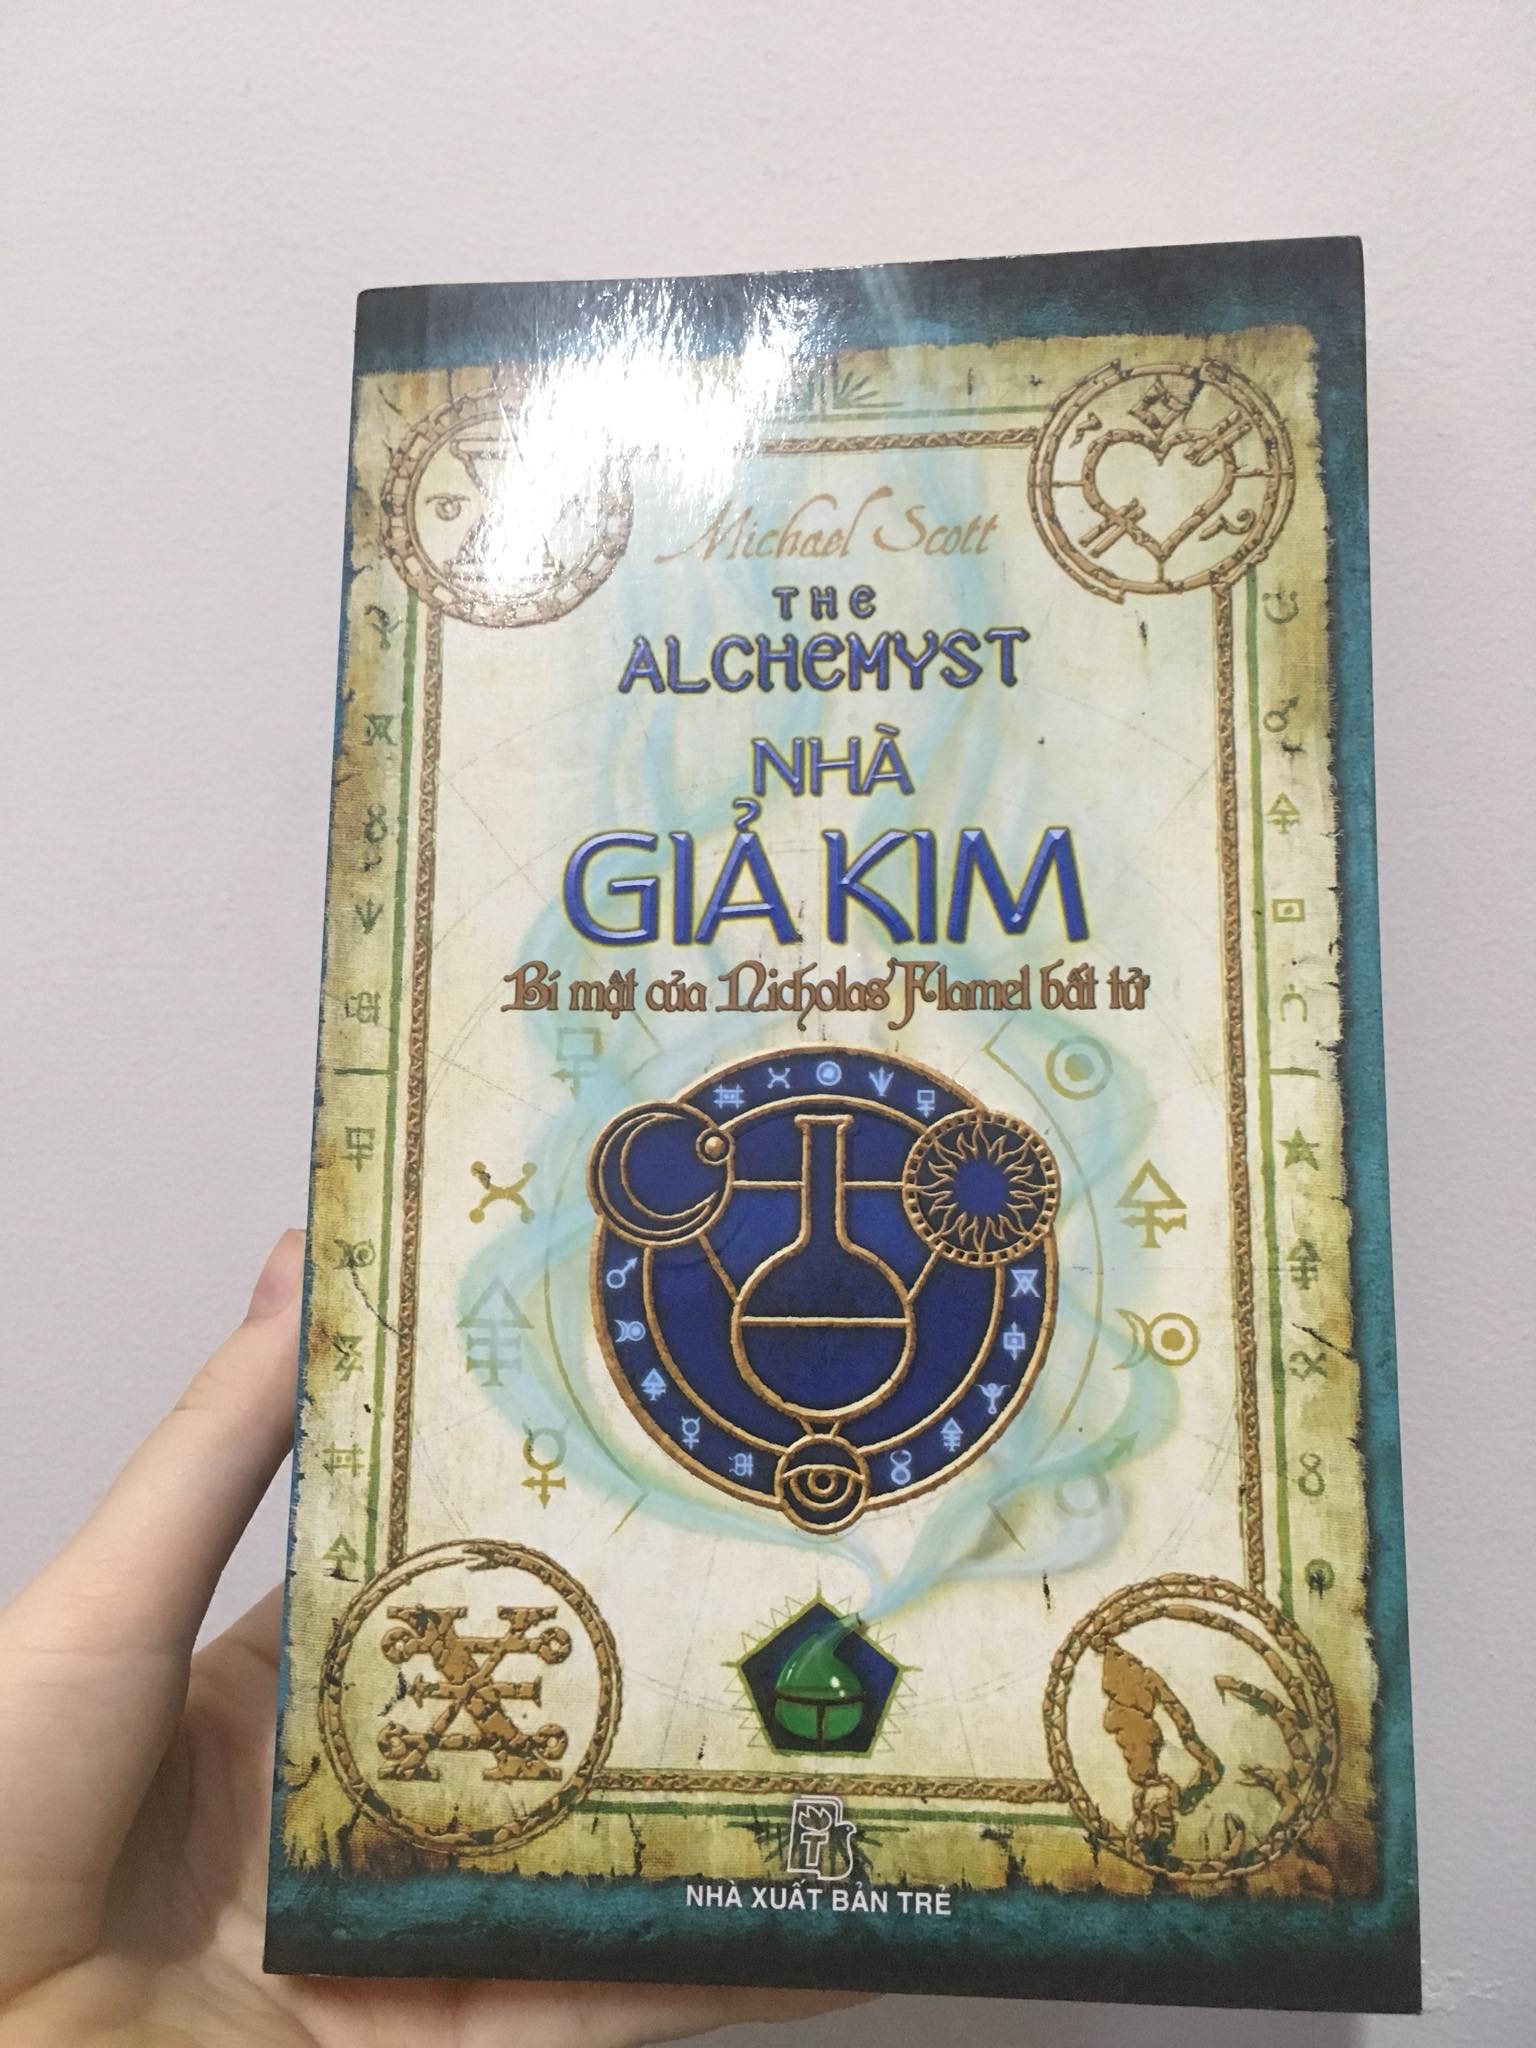 Michael Scott
THE
ALCHEMYST
NHÀ
GIẢ KIM
Bí mật của Nicholas Flamel bất tử
NHÀ XUẤT BẢN TRẺ